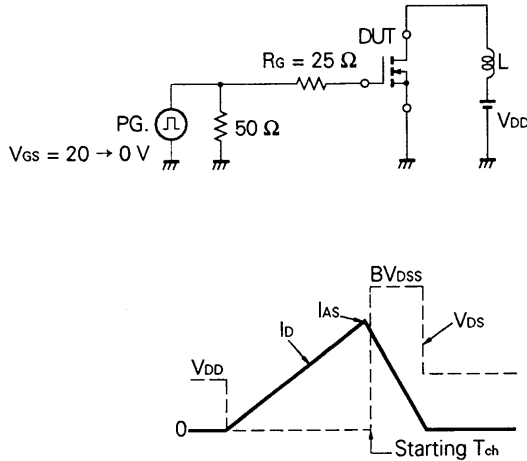 DUT
RG = 25 Ω
L
PG.
50 Ω
VDD
VGS = 20 → 0 V
BVDSS
IAS
ID
VDS
VDD
0
Starting Tch